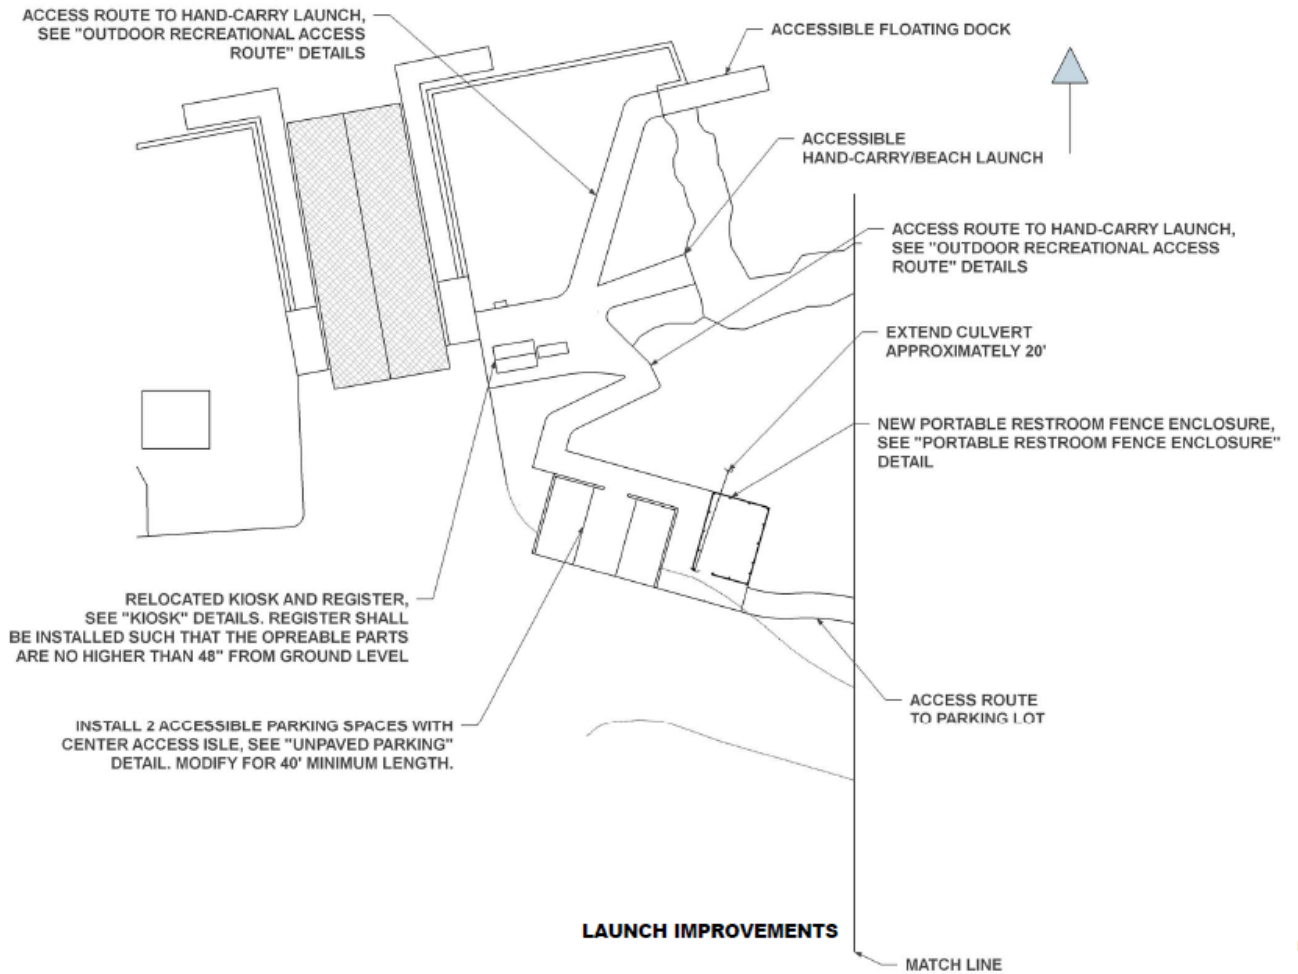 ACCESS ROUTE TO HAND-CARRY LAUNCH,
SEE "OUTDOOR RECREATIONAL ACCESS
ROUTE" DETAILS
ACCESSIBLE FLOATING DOCK
ACCESSIBLE
HAND-CARRY/BEACH LAUNCH
ACCESS ROUTE TO HAND-CARRY LAUNCH,
SEE "OUTDOOR RECREATIONAL ACCESS
ROUTE" DETAILS
EXTEND CULVERT
APPROXIMATELY 20'
NEW PORTABLE RESTROOM FENCE ENCLOSURE,
SEE "PORTABLE RESTROOM FENCE ENCLOSURE"
DETAIL
RELOCATED KIOSK AND REGISTER,
SEE "KIOSK" DETAILS. REGISTER SHALL
BE INSTALLED SUCH THAT THE OPREABLE PARTS
ARE NO HIGHER THAN 48" FROM GROUND LEVEL
INSTALL 2 ACCESSIBLE PARKING SPACES WITH
CENTER ACCESS ISLE, SEE "UNPAVED PARKING"
DETAIL. MODIFY FOR 40' MINIMUM LENGTH.
ACCESS ROUTE
TO PARKING LOT
LAUNCH IMPROVEMENTS
MATCH LINE